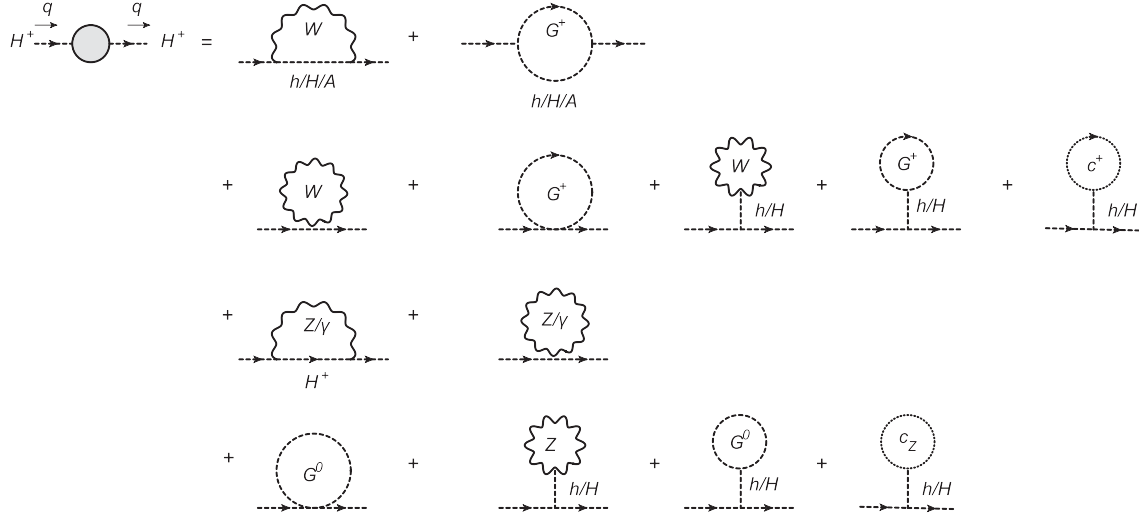 q q
H⁺ H⁺ = W + G⁺
h/H/A h/H/A
+ W + G⁺ + W h/H + G⁺ h/H + c⁺ h/H
+ Z/γ + Z/γ
H⁺
+ G⁰ + Z h/H + G⁰ h/H + c_Z h/H